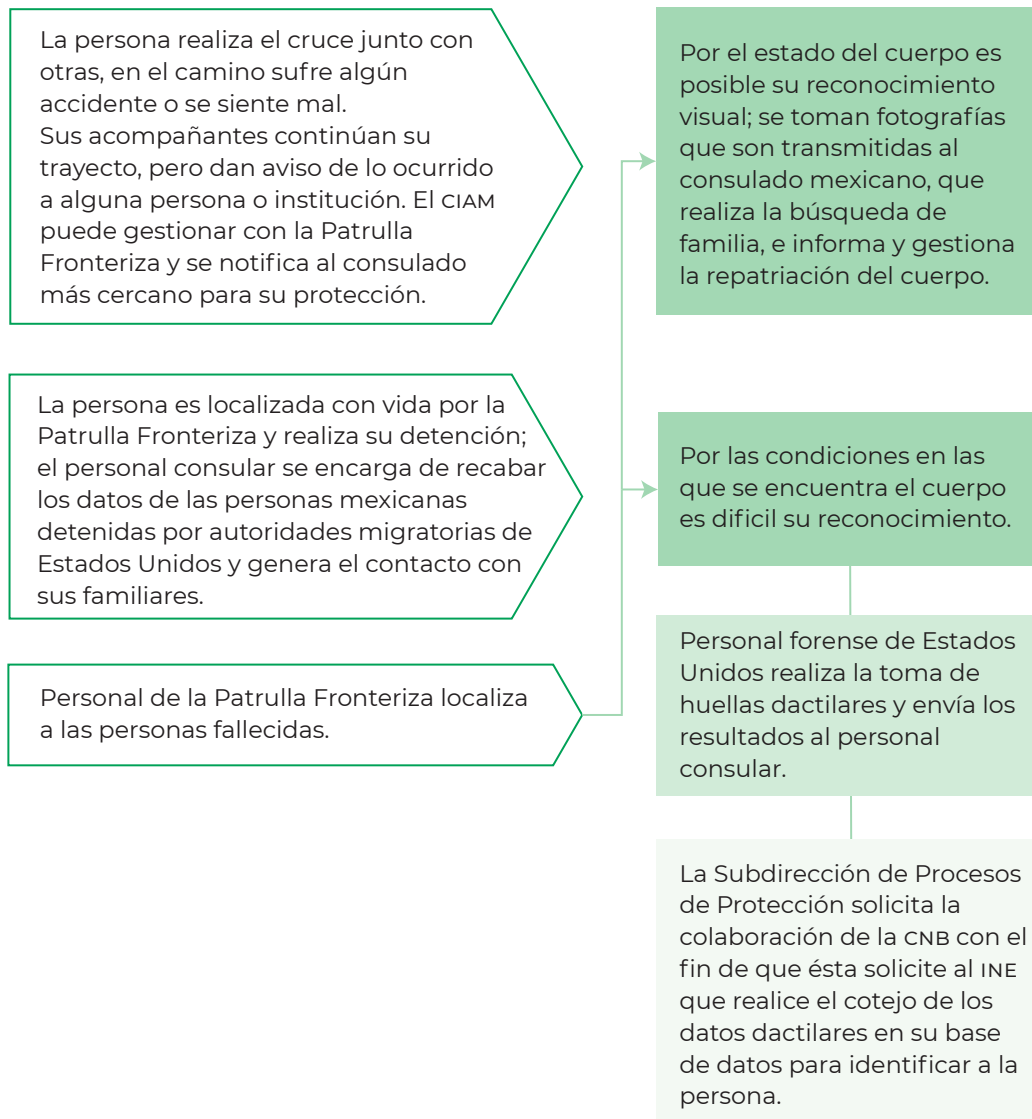 La persona realiza el cruce junto con
otras, en el camino sufre algún
accidente o se siente mal.
Sus acompañantes continúan su
trayecto, pero dan aviso de lo ocurrido
a alguna persona o institución. El CIAM
puede gestionar con la Patrulla
Fronteriza y se notifica al consulado
más cercano para su protección.
La persona es localizada con vida por la
Patrulla Fronteriza y realiza su detención;
el personal consular se encarga de recabar
los datos de las personas mexicanas
detenidas por autoridades migratorias de
Estados Unidos y genera el contacto con
sus familiares.
Personal de la Patrulla Fronteriza localiza
a las personas fallecidas.
Por el estado del cuerpo es
posible su reconocimiento
visual; se toman fotografías
que son transmitidas al
consulado mexicano, que
realiza la búsqueda de
familia, e informa y gestiona
la repatriación del cuerpo.
Por las condiciones en las
que se encuentra el cuerpo
es dificil su reconocimiento.
Personal forense de Estados
Unidos realiza la toma de
huellas dactilares y envía los
resultados al personal
consular.
La Subdirección de Procesos
de Protección solicita la
colaboración de la CNB con el
fin de que ésta solicite al INE
que realice el cotejo de los
datos dactilares en su base
de datos para identificar a la
persona.